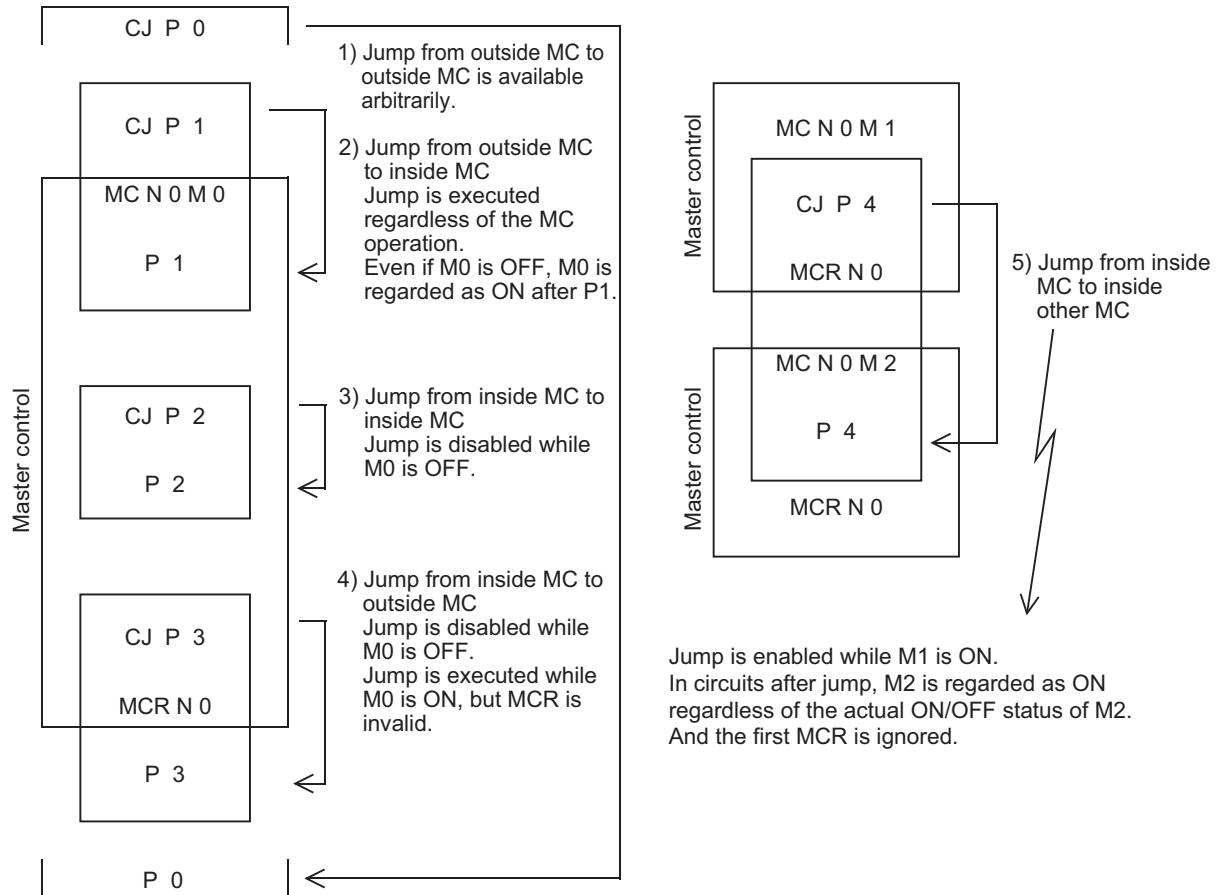 CJ P 0
1) Jump from outside MC to
outside MC is available
arbitrarily.
CJ P 1
2) Jump from outside MC
to inside MC
Jump is executed
regardless of the MC
operation.
Even if M0 is OFF, M0 is
regarded as ON after P1.
MC N 0 M 0
P 1
Master control
CJ P 2
P 2
3) Jump from inside MC to
inside MC
Jump is disabled while
M0 is OFF.
4) Jump from inside MC to
outside MC
Jump is disabled while
M0 is OFF.
Jump is executed while
M0 is ON, but MCR is
invalid.
CJ P 3
MCR N 0
P 3
P 0
Master control
MC N 0 M 1
CJ P 4
MCR N 0
5) Jump from inside
MC to inside
other MC
Master control
MC N 0 M 2
P 4
MCR N 0
Jump is enabled while M1 is ON.
In circuits after jump, M2 is regarded as ON
regardless of the actual ON/OFF status of M2.
And the first MCR is ignored.